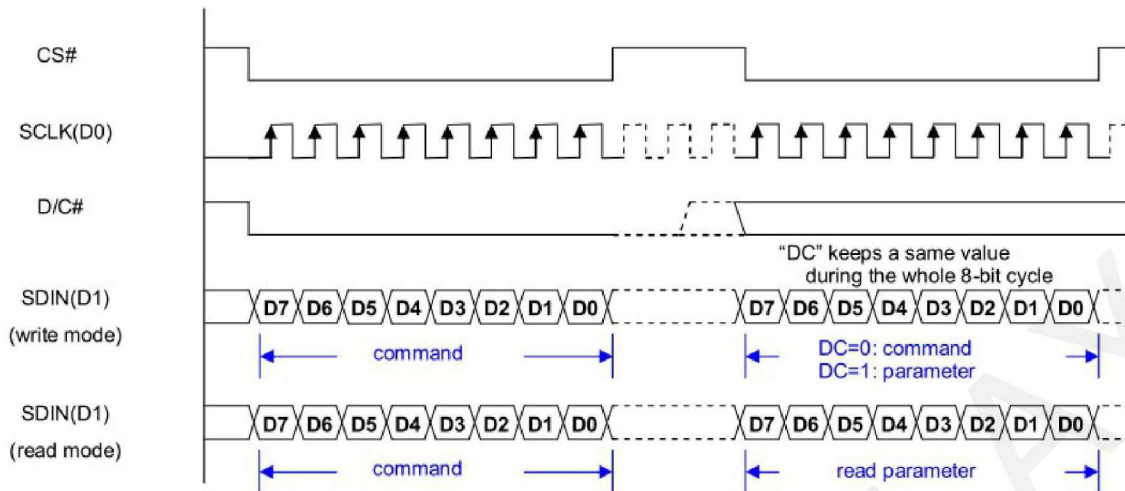 CS#
SCLK(D0)
D/C#
"DC" keeps a same value
during the whole 8-bit cycle
SDIN(D1)
(write mode)
D7 D6 D5 D4 D3 D2 D1 D0
D7 D6 D5 D4 D3 D2 D1 D0
command
DC=0: command
DC=1: parameter
SDIN(D1)
(read mode)
D7 D6 D5 D4 D3 D2 D1 D0
D7 D6 D5 D4 D3 D2 D1 D0
command
read parameter